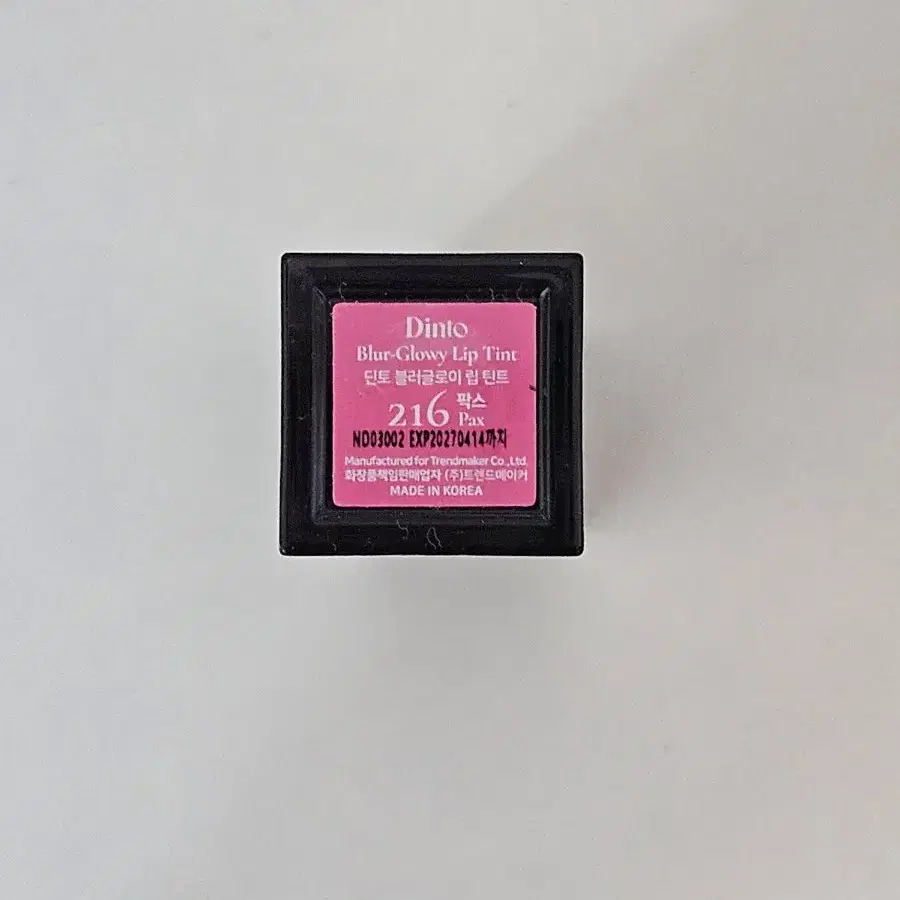 Dinto
Blur-Glowy Lip Tint
딘토 블러글로이 립 틴트
216 팍스
Pax
ND03002 EXP20270414까지
Manufactured for Trendmaker Co.,Ltd.
화장품책임판매업자 (주)트렌드메이커
MADE IN KOREA